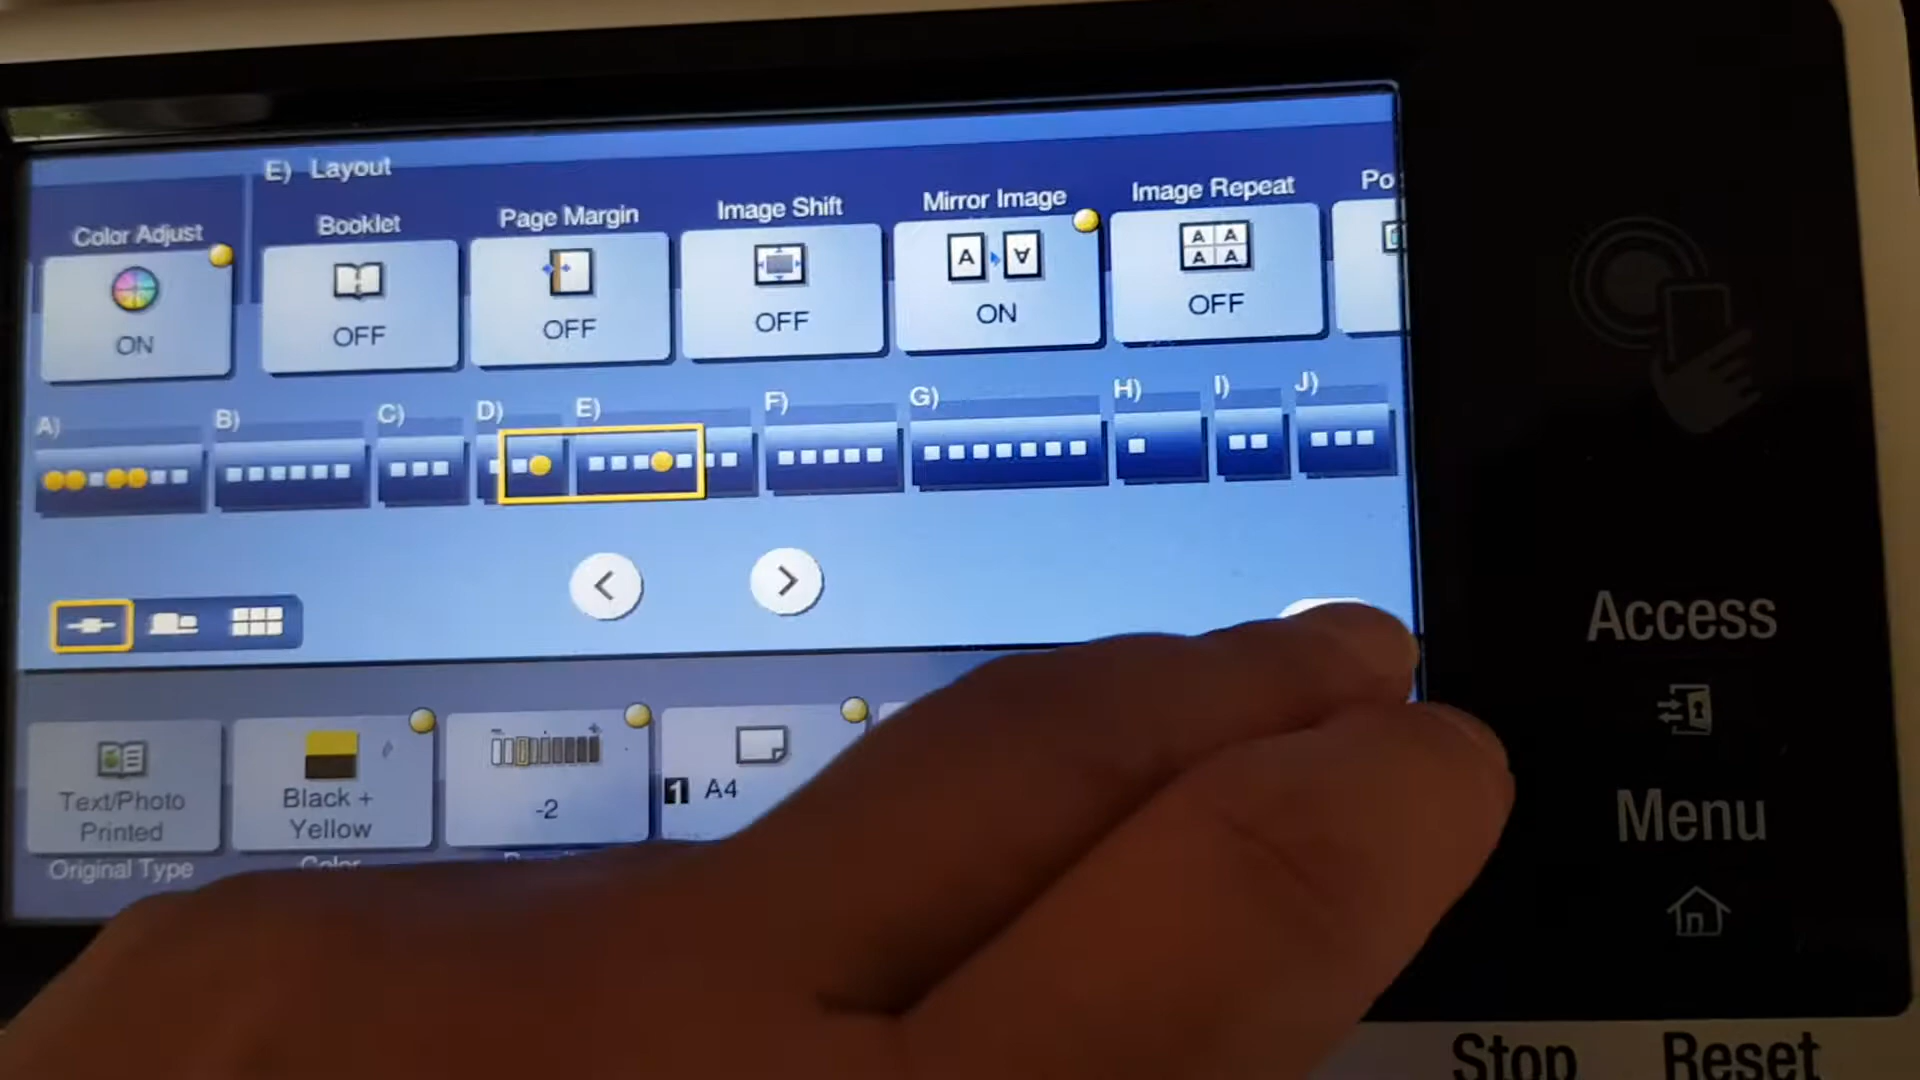 E) Layout
Color Adjust
ON
Booklet
OFF
Page Margin
OFF
Image Shift
OFF
Mirror Image
A
A
ON
Image Repeat
A A
A A
OFF
A)
B)
C)
D)
E)
F)
G)
H)
I)
J)
Text/Photo
Printed
Original Type
Black +
Yellow
Color
- +
-2
1 A4
Access
Menu
Stop
Reset